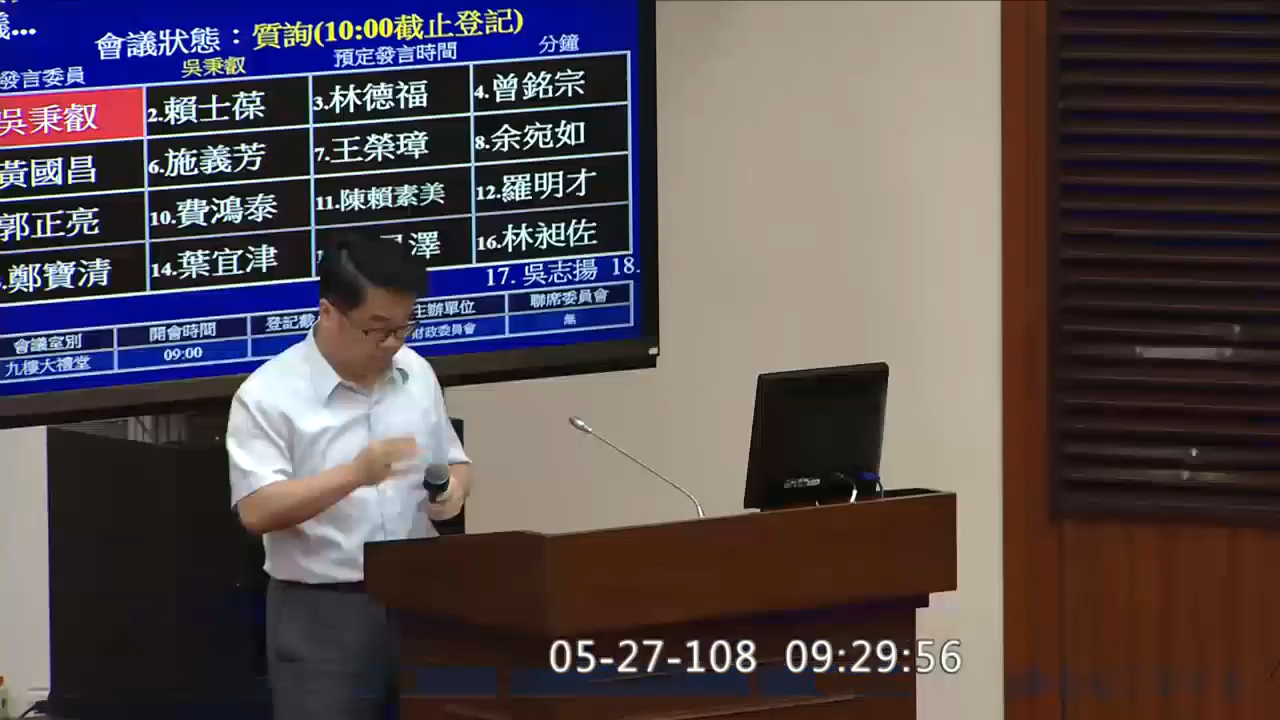 義...
會議狀態：質詢(10:00截止登記)
發言委員 吳秉叡 預定發言時間 分鐘
吳秉叡 2.賴士葆 3.林德福 4.曾銘宗
黃國昌 6.施義芳 7.王榮璋 8.余宛如
郭正亮 10.費鴻泰 11.陳賴素美 12.羅明才
鄭寶清 14.葉宜津 澤 16.林昶佐
17. 吳志揚 18.
會議室別 開會時間 登記截 主辦單位 聯席委員會
九樓大禮堂 09:00 財政委員會 無
05-27-108 09:29:56